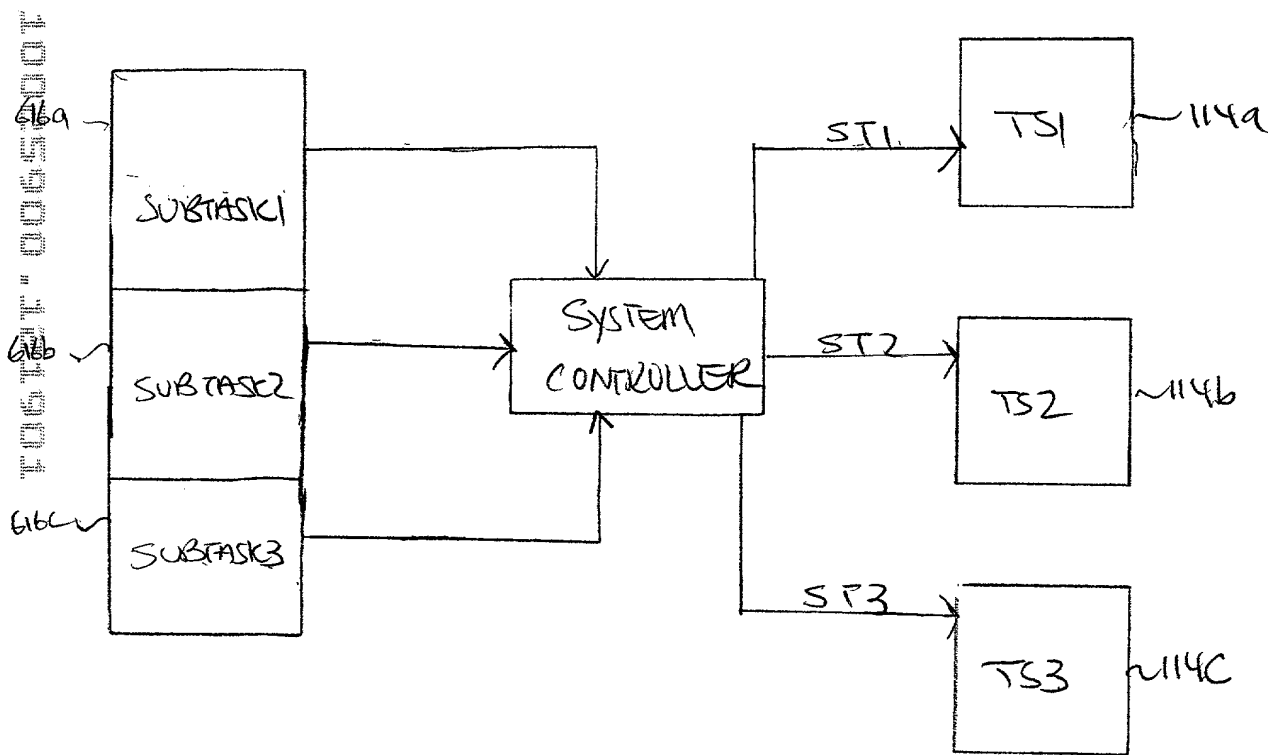 616a
SUBTASK1
616b
SUBTASK2
616c
SUBTASK3
SYSTEM
CONTROLLER
ST1
TS1
114a
ST2
TS2
114b
ST3
TS3
114c